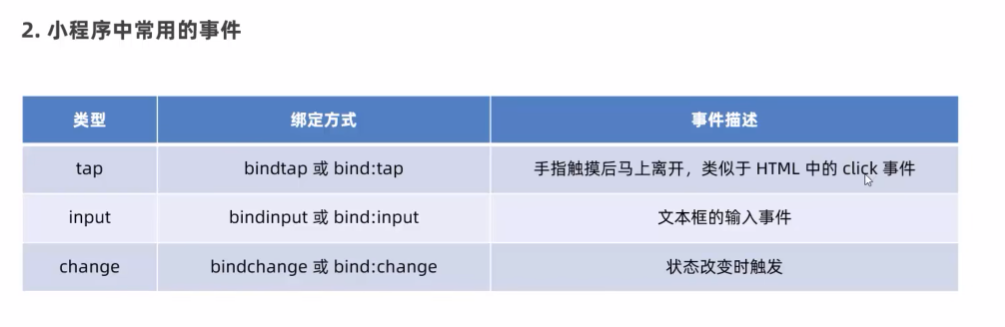 2. 小程序中常用的事件
类型 绑定方式 事件描述
tap bindtap 或 bind:tap 手指触摸后马上离开，类似于 HTML 中的 click 事件
input bindinput 或 bind:input 文本框的输入事件
change bindchange 或 bind:change 状态改变时触发